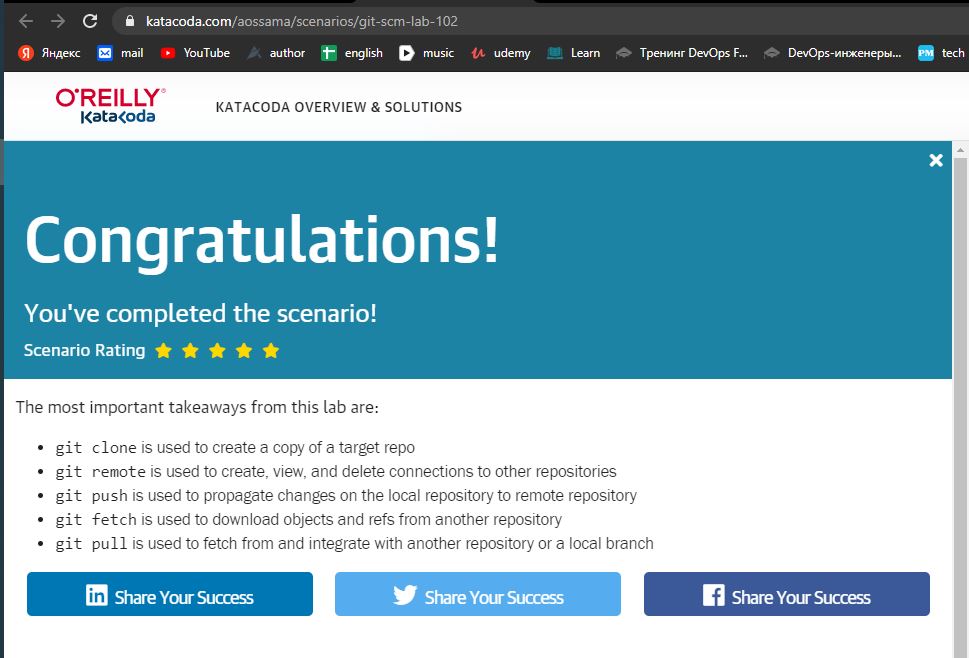 katacoda.com/aossama/scenarios/git-scm-lab-102
Яндекс mail YouTube author english music udemy Learn Тренинг DevOps F... DevOps-инженеры... PM tech
O'REILLY®
Katacoda
KATACODA OVERVIEW & SOLUTIONS
Congratulations!
You've completed the scenario!
Scenario Rating
The most important takeaways from this lab are:
• git clone is used to create a copy of a target repo
• git remote is used to create, view, and delete connections to other repositories
• git push is used to propagate changes on the local repository to remote repository
• git fetch is used to download objects and refs from another repository
• git pull is used to fetch from and integrate with another repository or a local branch
in Share Your Success
Share Your Success
f Share Your Success